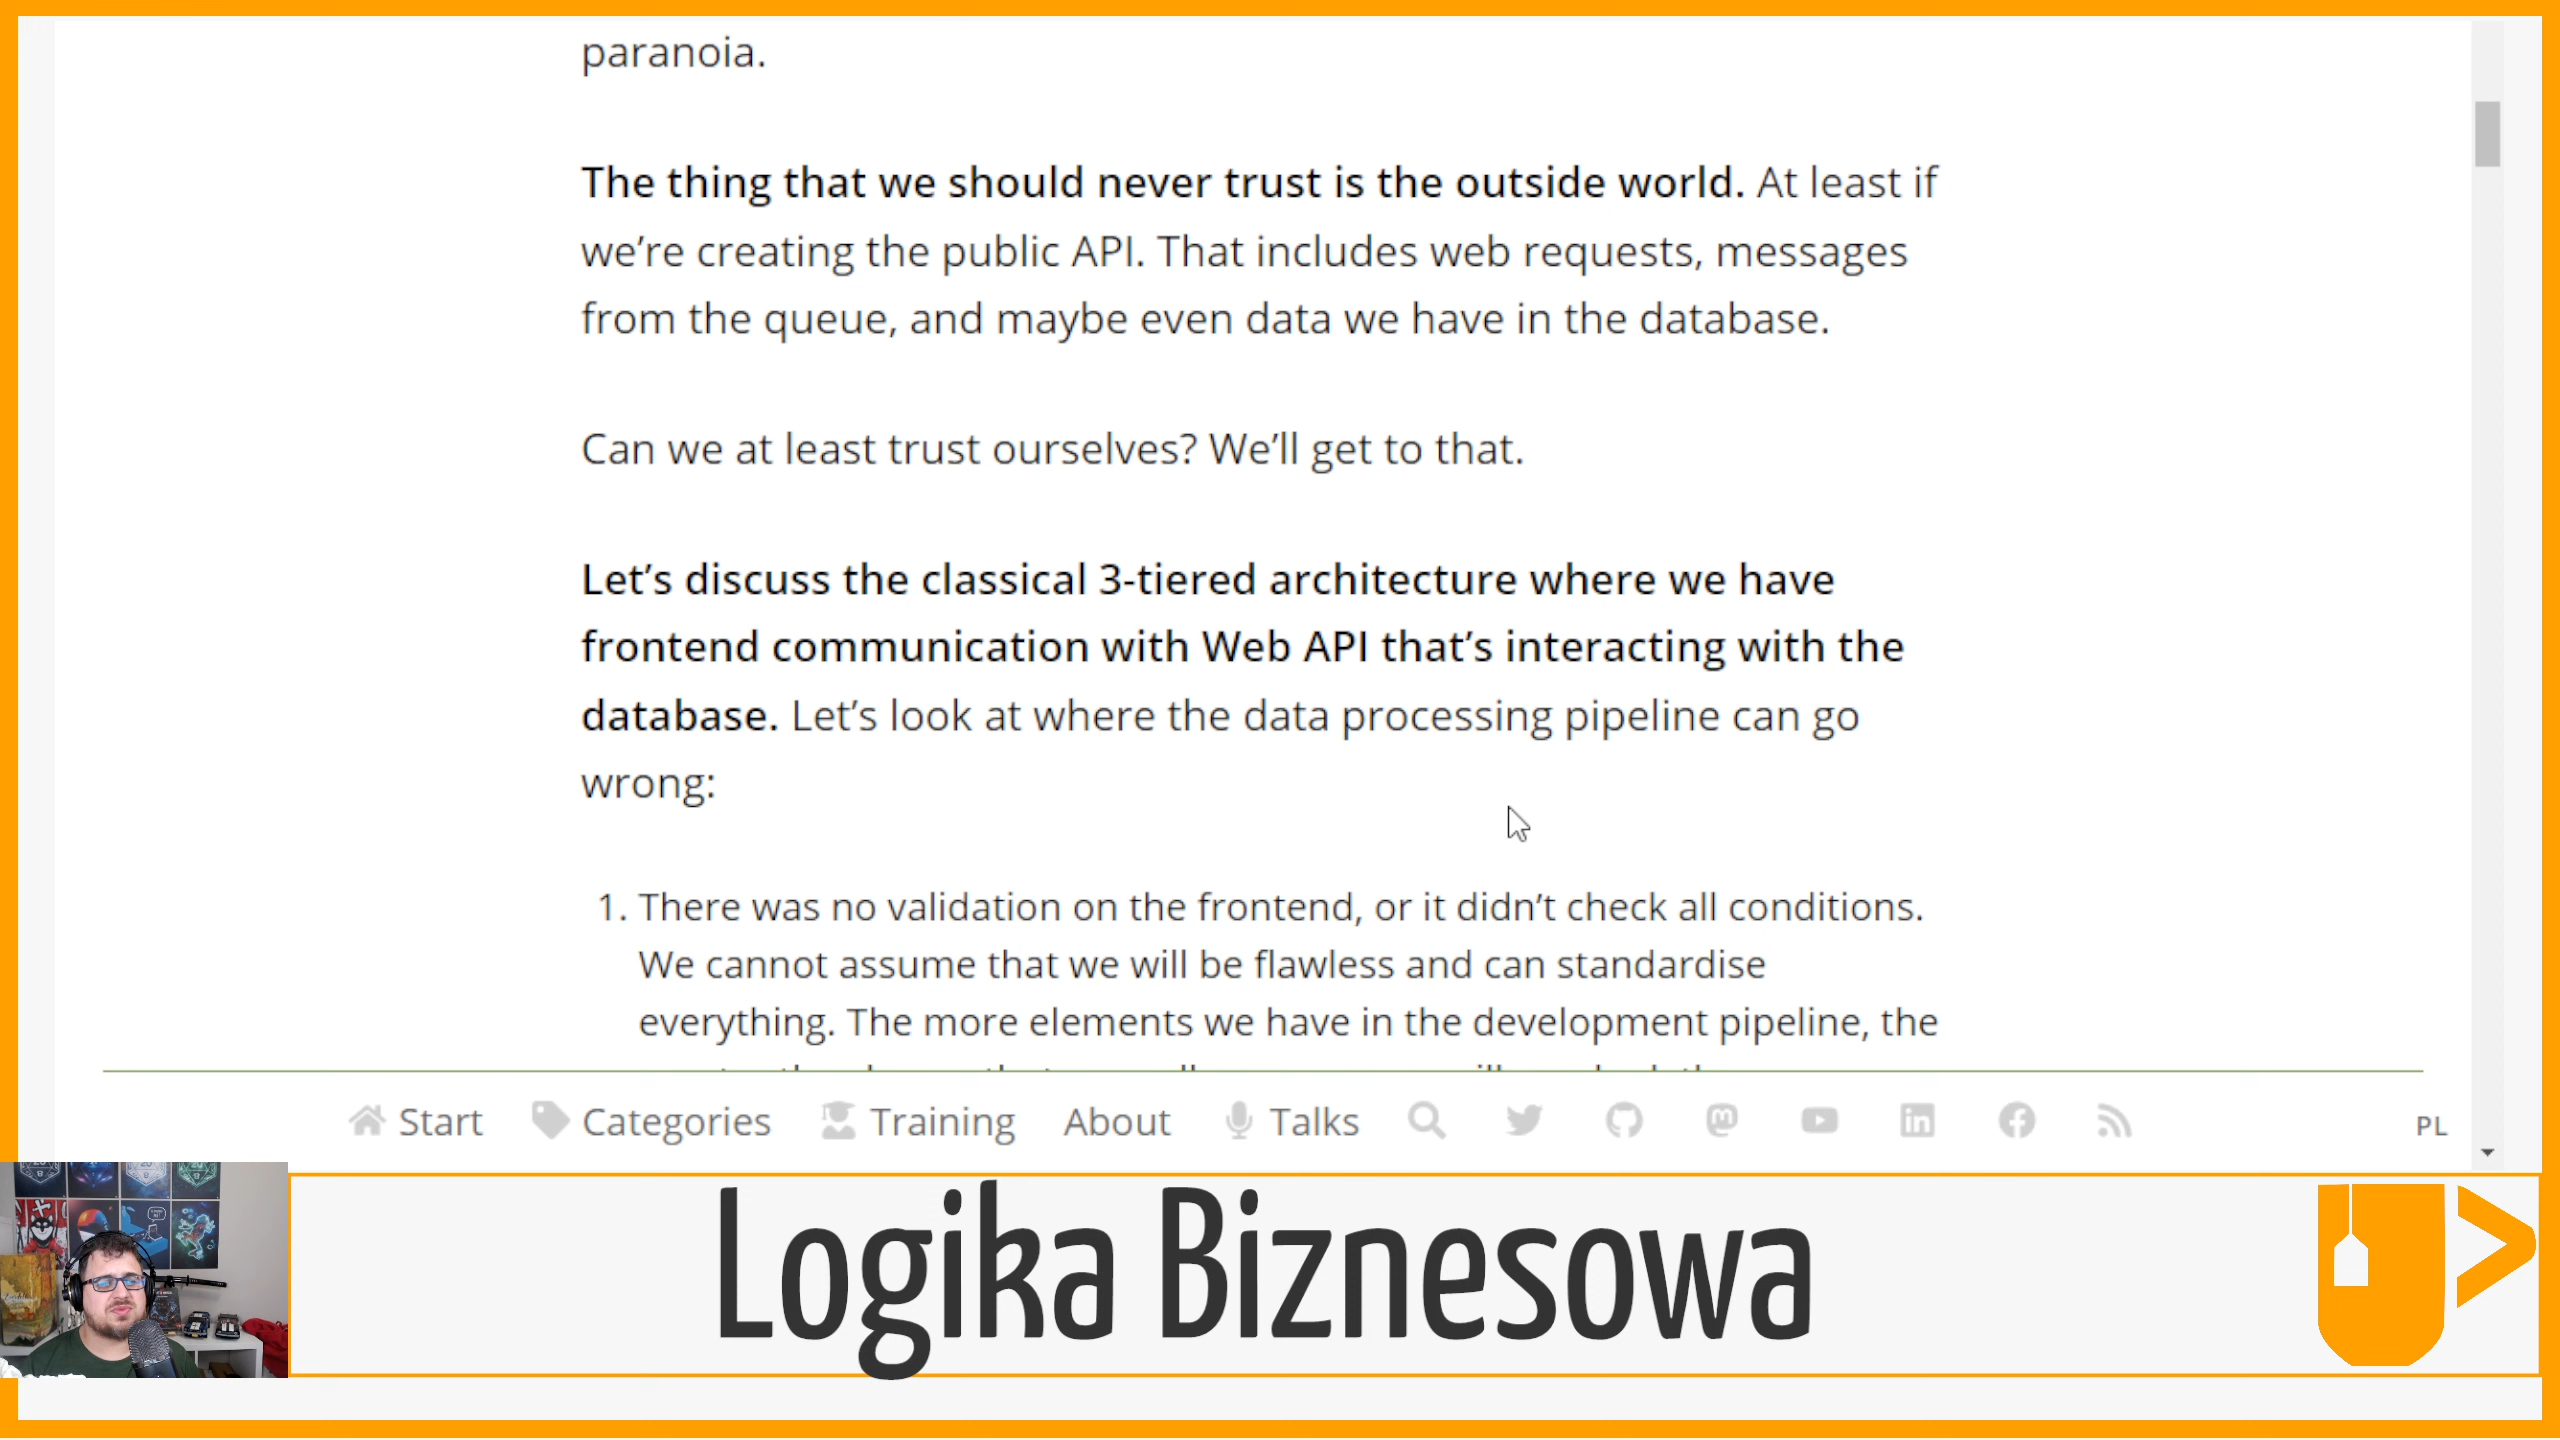 paranoia.
The thing that we should never trust is the outside world. At least if
we’re creating the public API. That includes web requests, messages
from the queue, and maybe even data we have in the database.
Can we at least trust ourselves? We’ll get to that.
Let’s discuss the classical 3-tiered architecture where we have
frontend communication with Web API that’s interacting with the
database. Let’s look at where the data processing pipeline can go
wrong:
1. There was no validation on the frontend, or it didn’t check all conditions.
We cannot assume that we will be flawless and can standardise
everything. The more elements we have in the development pipeline, the
Start Categories Training About Talks PL
Logika Biznesowa